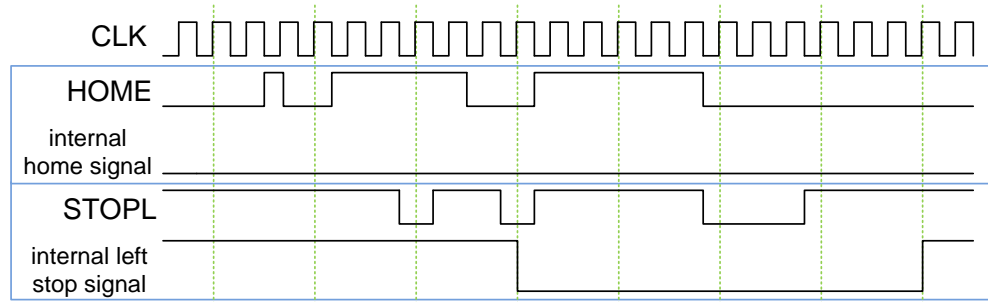 CLK
HOME
internal
home signal
STOPL
internal left
stop signal